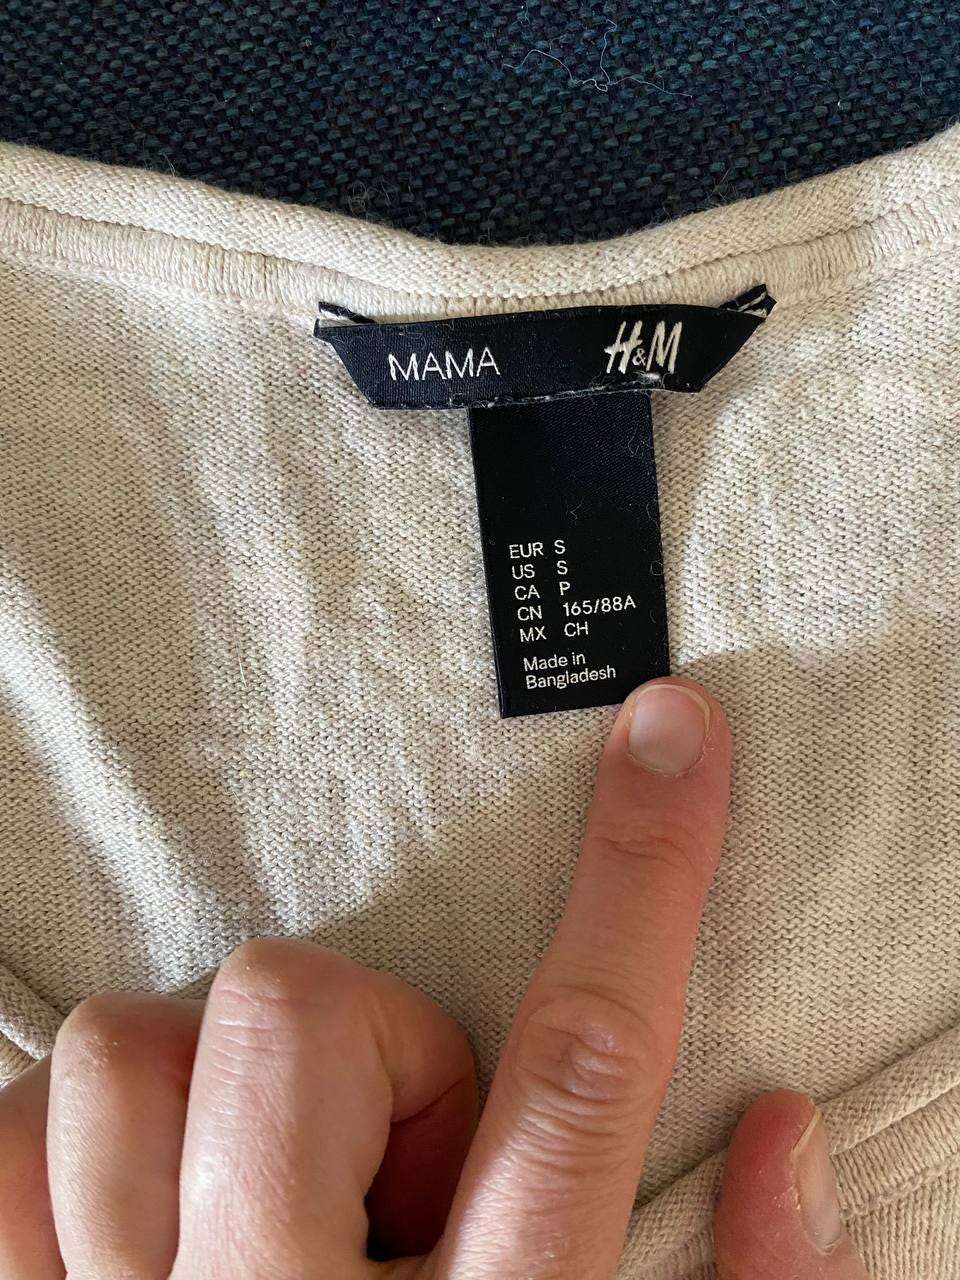 MAMA H&M
EUR S
US S
CA P
CN 165/88A
MX CH
Made in
Bangladesh